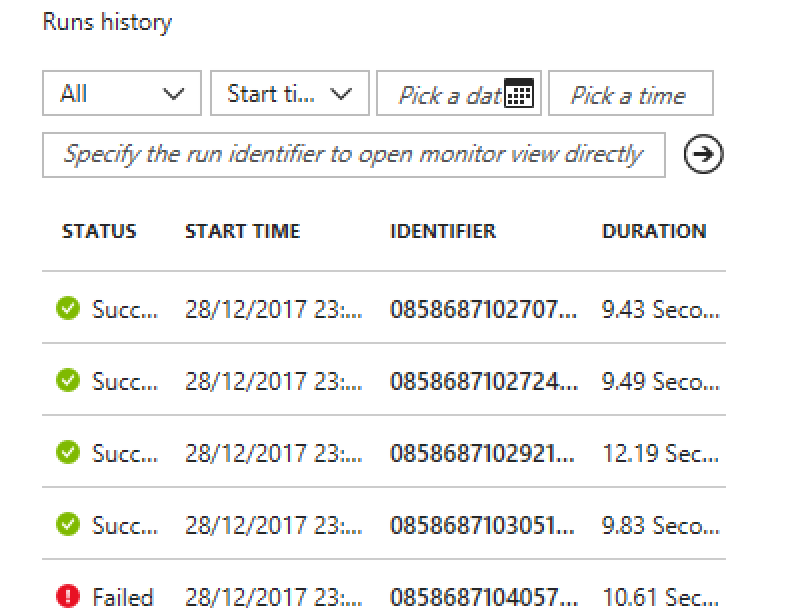 Runs history
All Start ti... Pick a dat Pick a time
Specify the run identifier to open monitor view directly
STATUS START TIME IDENTIFIER DURATION
Succ... 28/12/2017 23:... 0858687102707... 9.43 Seco...
Succ... 28/12/2017 23:... 0858687102724... 9.49 Seco...
Succ... 28/12/2017 23:... 0858687102921... 12.19 Sec...
Succ... 28/12/2017 23:... 0858687103051... 9.83 Seco...
Failed 28/12/2017 23:... 0858687104057... 10.61 Sec...